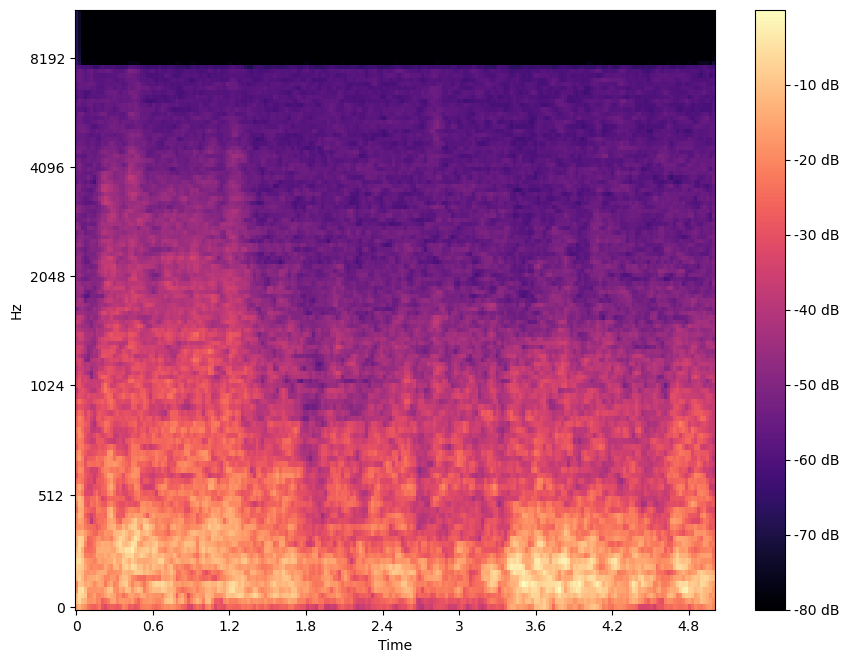 8192
4096
2048
1024
512
0
Hz
0 0.6 1.2 1.8 2.4 3 3.6 4.2 4.8
Time
-10 dB
-20 dB
-30 dB
-40 dB
-50 dB
-60 dB
-70 dB
-80 dB